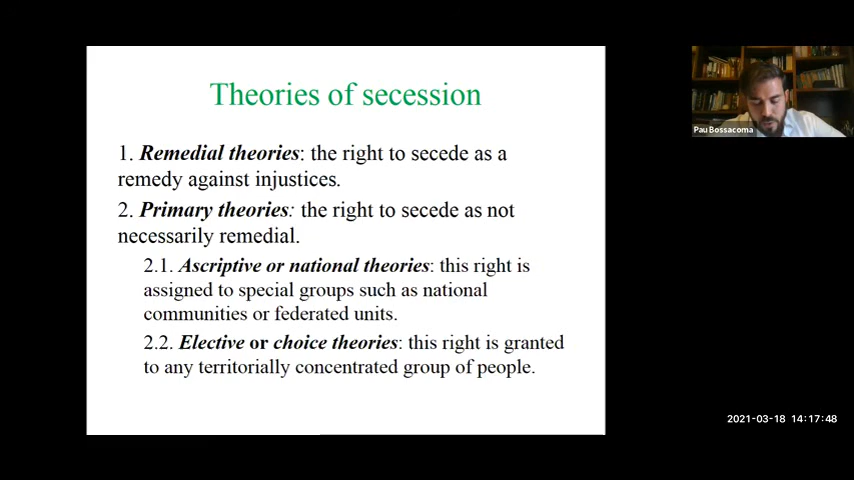 Theories of secession
1. Remedial theories: the right to secede as a
remedy against injustices.
2. Primary theories: the right to secede as not
necessarily remedial.
2.1. Ascriptive or national theories: this right is
assigned to special groups such as national
communities or federated units.
2.2. Elective or choice theories: this right is granted
to any territorially concentrated group of people.
Pau Bossacoma
2021-03-18 14:17:48